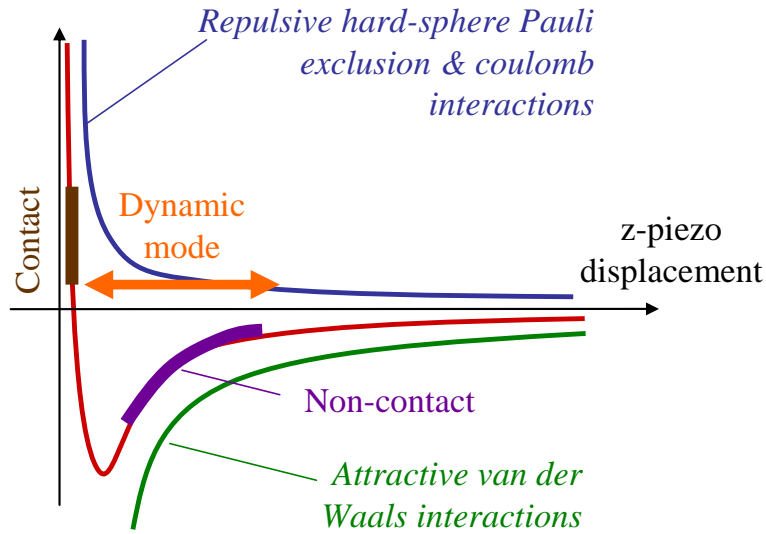 Repulsive hard-sphere Pauli
exclusion & coulomb
interactions
Contact
Dynamic
mode
z-piezo
displacement
Non-contact
Attractive van der
Waals interactions